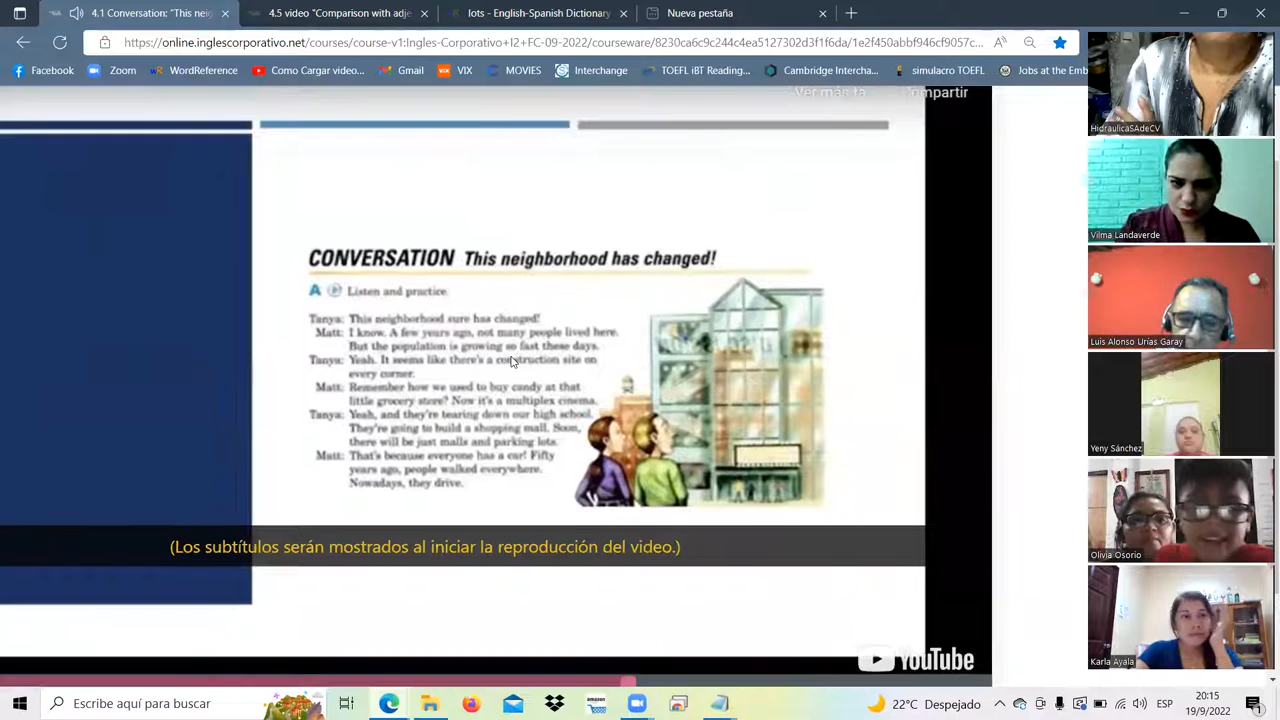 4.1 Conversation: "This neig
4.5 video "Comparison with adje
lots - English-Spanish Dictionary
Nueva pestaña
https://online.inglescorporativo.net/courses/course-v1:Ingles-Corporativo+I2+FC-09-2022/courseware/8230ca6c9c244c4ea5127302d3f1f6da/1e2f450abbf946cf9057c...
Facebook
Zoom
WordReference
Como Cargar video...
Gmail
VIX
MOVIES
Interchange
TOEFL iBT Reading...
Cambridge Intercha...
simulacro TOEFL
Jobs at the Emb
Ver más ta
Compartir
CONVERSATION This neighborhood has changed!
A Listen and practice.
Tanya: This neighborhood sure has changed!
Matt: I know. A few years ago, not many people lived here.
But the population is growing so fast these days.
Tanya: Yeah. It seems like there's a construction site on
every corner.
Matt: Remember how we used to buy candy at that
little grocery store? Now it's a multiplex cinema.
Tanya: Yeah, and they're tearing down our high school.
They're going to build a shopping mall. Soon,
there will be just malls and parking lots.
Matt: That's because everyone has a car! Fifty
years ago, people walked everywhere.
Nowadays, they drive.
(Los subtítulos serán mostrados al iniciar la reproducción del video.)
YouTube
HidraulicaSAdeCV
Vilma Landaverde
Luis Alonso Urías Garay
Yeny Sánchez
Olivia Osorio
Karla Ayala
Escribe aquí para buscar
22°C Despejado
ESP
20:15
19/9/2022
1